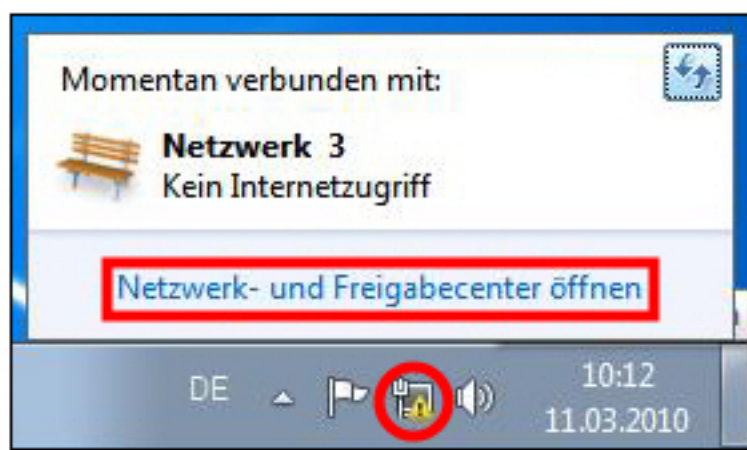 Momentan verbunden mit:
Netzwerk 3
Kein Internetzugriff
Netzwerk- und Freigabecenter öffnen
DE
10:12
11.03.2010